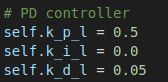 # PD controller
self.k_p_l = 0.5
self.k_i_l = 0.0
self.k_d_l = 0.05